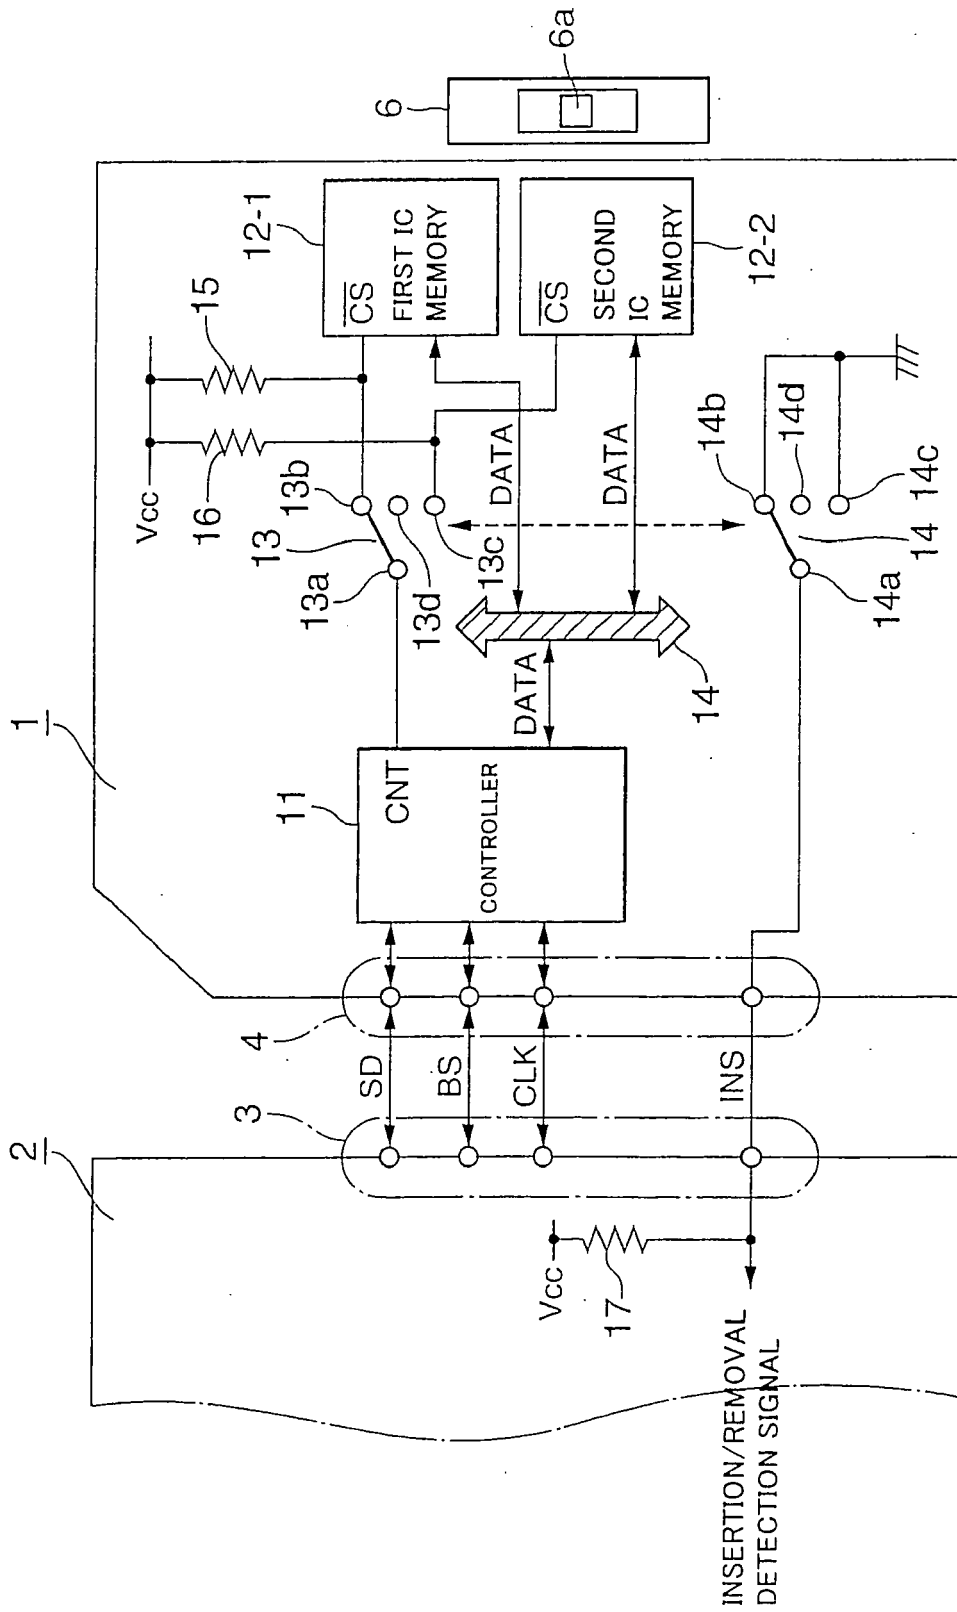 1
2
3
4
6
6a
Vcc
15
16
12-1
CS
FIRST IC
MEMORY
CS
SECOND
IC
MEMORY
12-2
13
13a
13b
13c
13d
DATA
DATA
DATA
14
11
CNT
CONTROLLER
SD
BS
CLK
INS
14b
14d
14c
14
14a
Vcc
17
INSERTION/REMOVAL
DETECTION SIGNAL